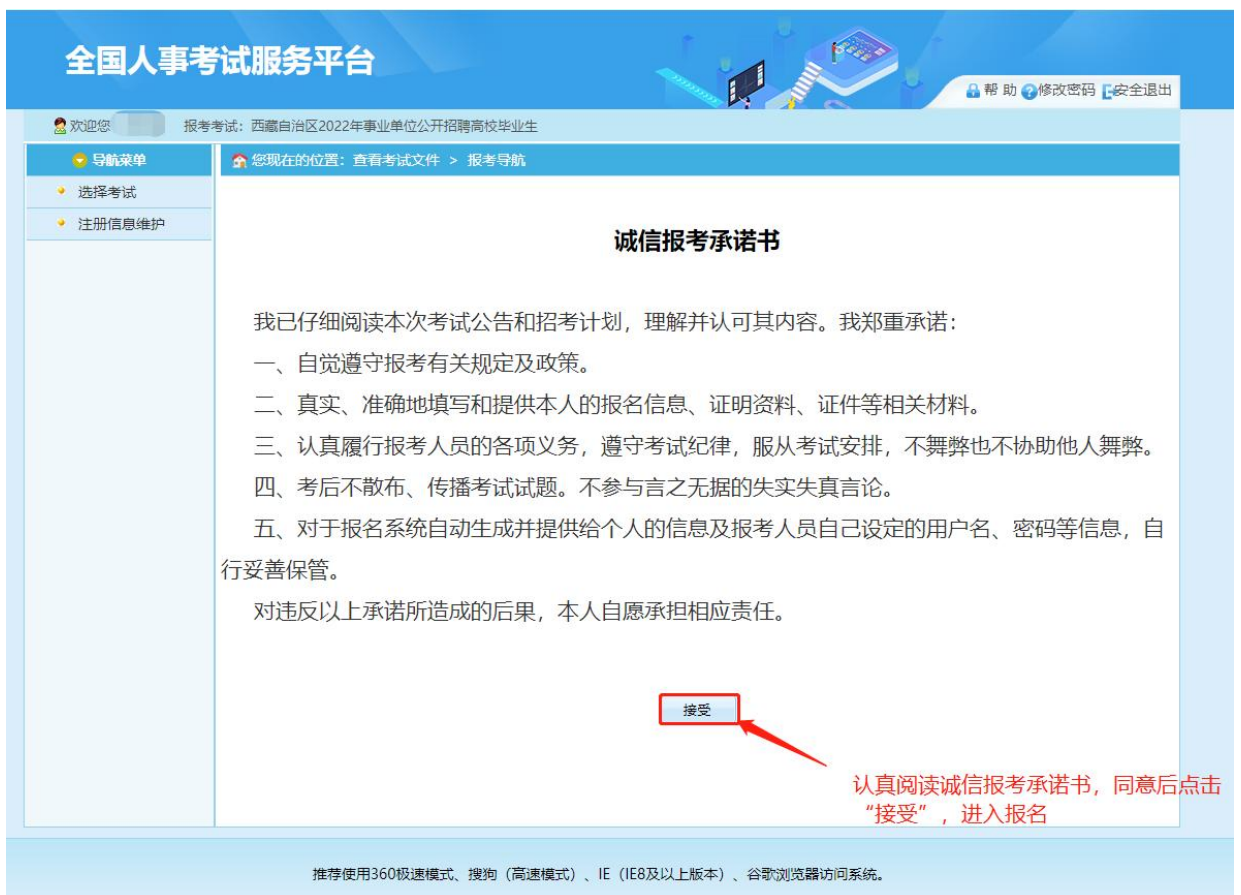 全国人事考试服务平台
帮 助 修改密码 安全退出
欢迎您 报考考试：西藏自治区2022年事业单位公开招聘高校毕业生
导航菜单
您现在的位置：查看考试文件 > 报考导航
选择考试
注册信息维护
诚信报考承诺书
我已仔细阅读本次考试公告和招考计划，理解并认可其内容。我郑重承诺：
一、自觉遵守报考有关规定及政策。
二、真实、准确地填写和提供本人的报名信息、证明资料、证件等相关材料。
三、认真履行报考人员的各项义务，遵守考试纪律，服从考试安排，不舞弊也不协助他人舞弊。
四、考后不散布、传播考试试题。不参与言之无据的失实失真言论。
五、对于报名系统自动生成并提供给个人的信息及报考人员自己设定的用户名、密码等信息，自
行妥善保管。
对违反以上承诺所造成的后果，本人自愿承担相应责任。
接受
认真阅读诚信报考承诺书，同意后点击
“接受”，进入报名
推荐使用360极速模式、搜狗（高速模式）、IE（IE8及以上版本）、谷歌浏览器访问系统。